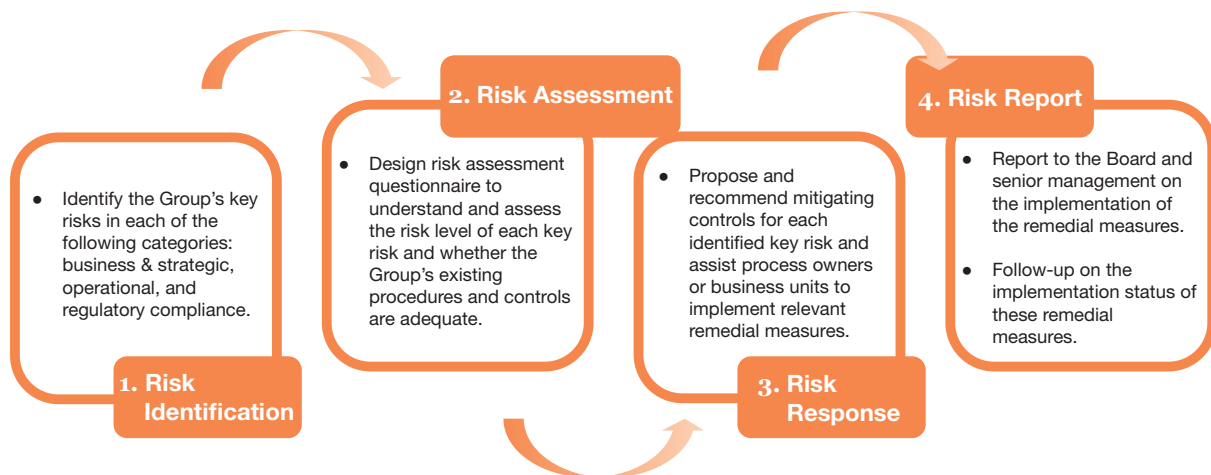 1. Risk
Identification
● Identify the Group’s key
risks in each of the
following categories:
business & strategic,
operational, and
regulatory compliance.
2. Risk Assessment
● Design risk assessment
questionnaire to
understand and assess
the risk level of each key
risk and whether the
Group’s existing
procedures and controls
are adequate.
3. Risk
Response
● Propose and
recommend mitigating
controls for each
identified key risk and
assist process owners
or business units to
implement relevant
remedial measures.
4. Risk Report
● Report to the Board and
senior management on
the implementation of
the remedial measures.
● Follow-up on the
implementation status of
these remedial
measures.